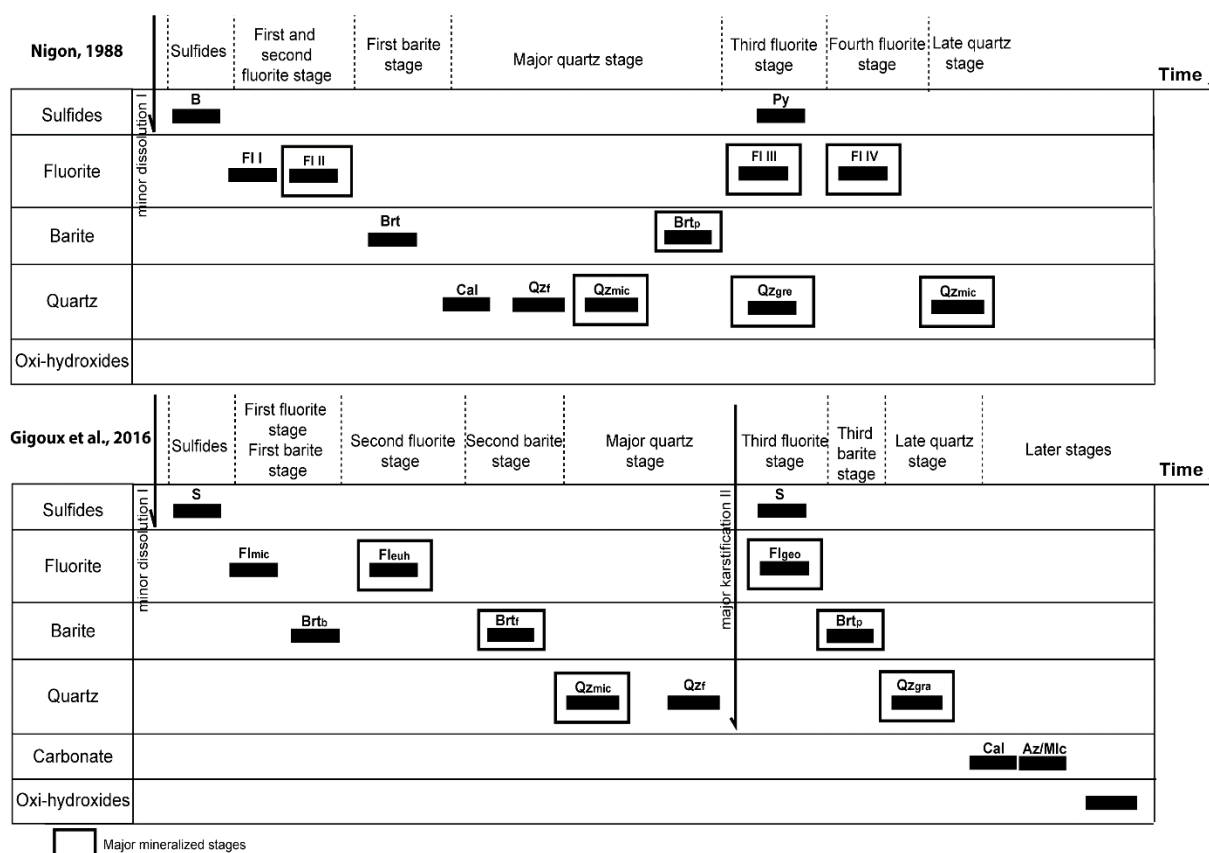 Nigon, 1988
Sulfides
First and
second
fluorite stage
First barite
stage
Major quartz stage
Third fluorite
stage
Fourth fluorite
stage
Late quartz
stage
Time
minor dissolution I
Sulfides
B
Py
Fluorite
Fl I
Fl II
Fl III
Fl IV
Barite
Brt
Brtp
Quartz
Cal
Qzf
Qzmic
Qzgre
Qzmic
Oxi-hydroxides
Gigoux et al., 2016
Sulfides
First fluorite
stage
First barite
stage
Second fluorite
stage
Second barite
stage
Major quartz
stage
Third fluorite
stage
Third
barite
stage
Late quartz
stage
Later stages
Time
minor dissolution I
major karstification II
Sulfides
S
S
Fluorite
Flmic
Fleuh
Flgeo
Barite
Brtb
Brtf
Brtp
Quartz
Qzmic
Qzf
Qzgra
Carbonate
Cal
Az/Mlc
Oxi-hydroxides
Major mineralized stages